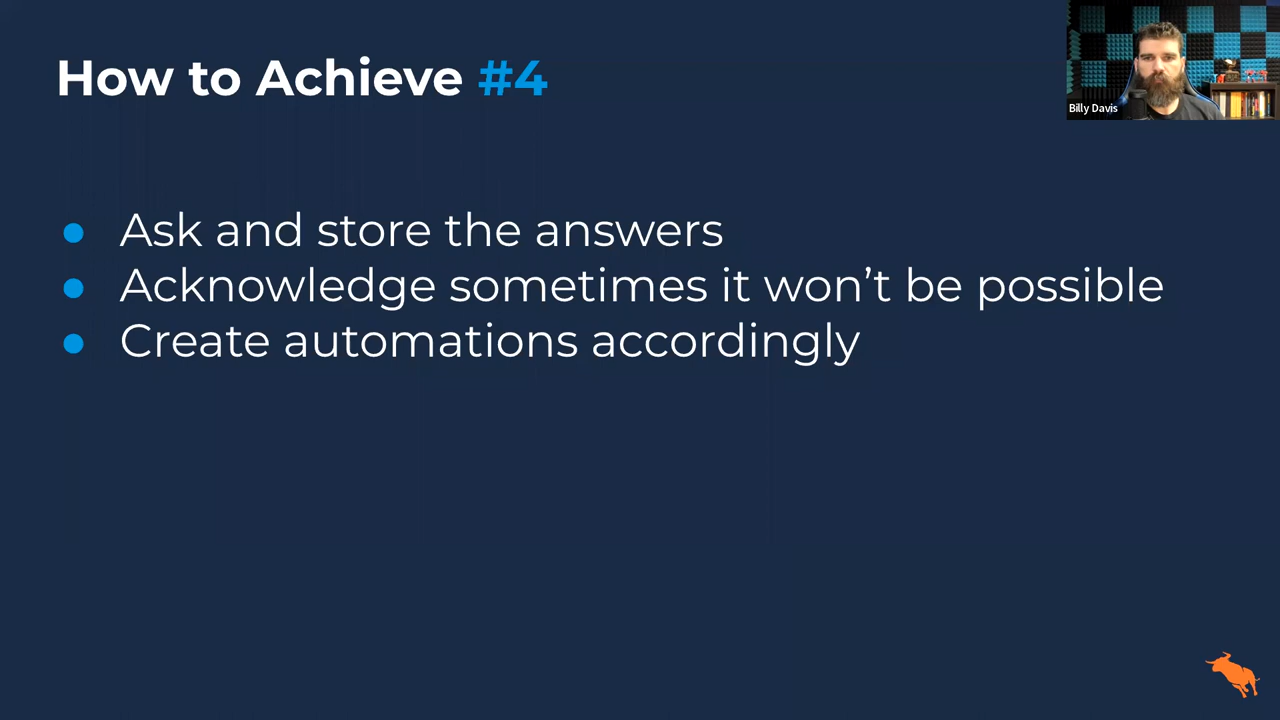 How to Achieve #4
Billy Davis
Ask and store the answers
Acknowledge sometimes it won’t be possible
Create automations accordingly